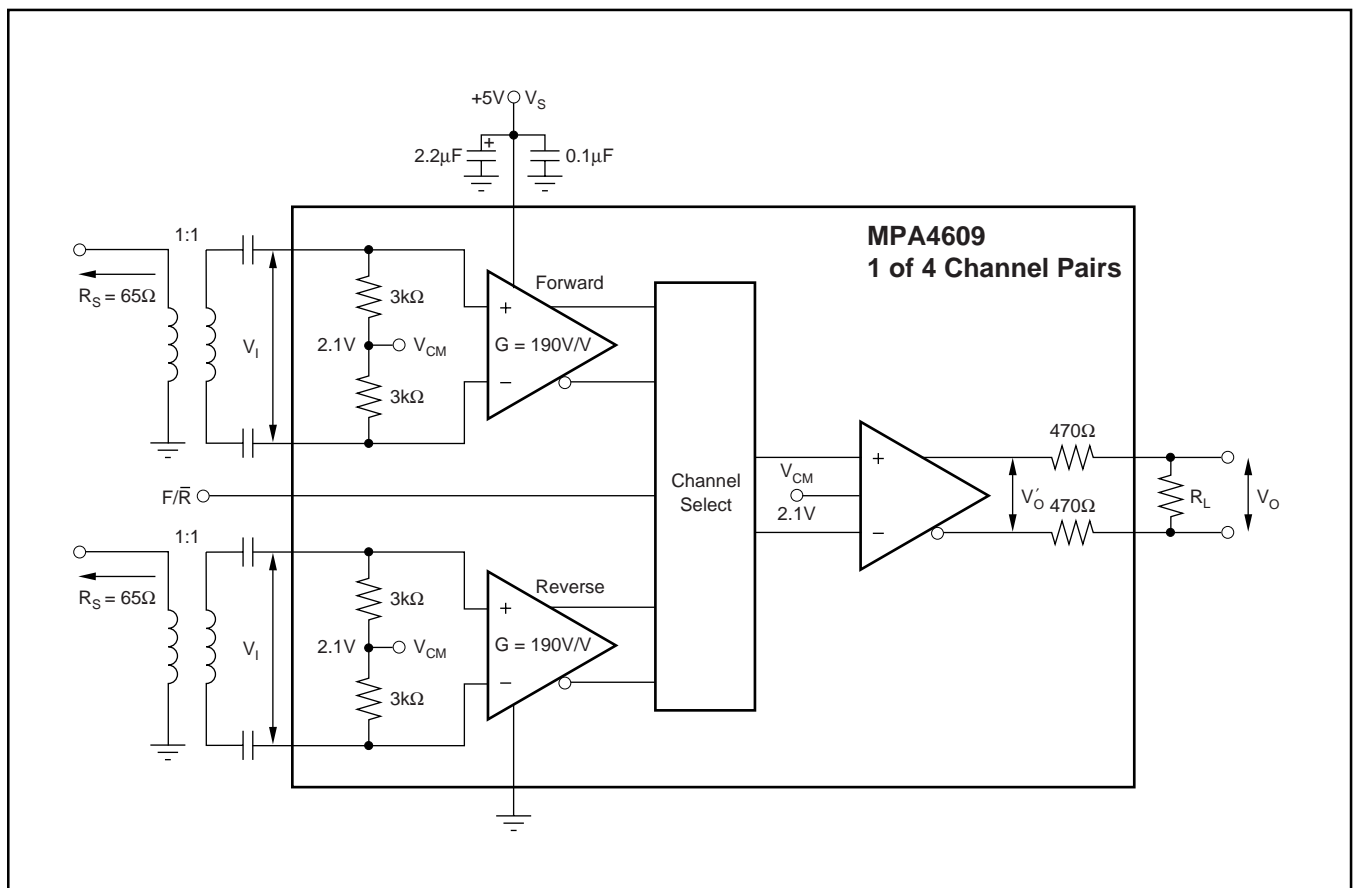 +5V
V_S
2.2μF
+
0.1μF
MPA4609
1 of 4 Channel Pairs
1:1
R_S = 65Ω
V_I
3kΩ
2.1V
V_CM
3kΩ
+
Forward
G = 190V/V
−
F/R̅
Channel
Select
V_CM
2.1V
+
−
470Ω
V_O′
470Ω
R_L
V_O
1:1
R_S = 65Ω
V_I
3kΩ
2.1V
V_CM
3kΩ
+
Reverse
G = 190V/V
−